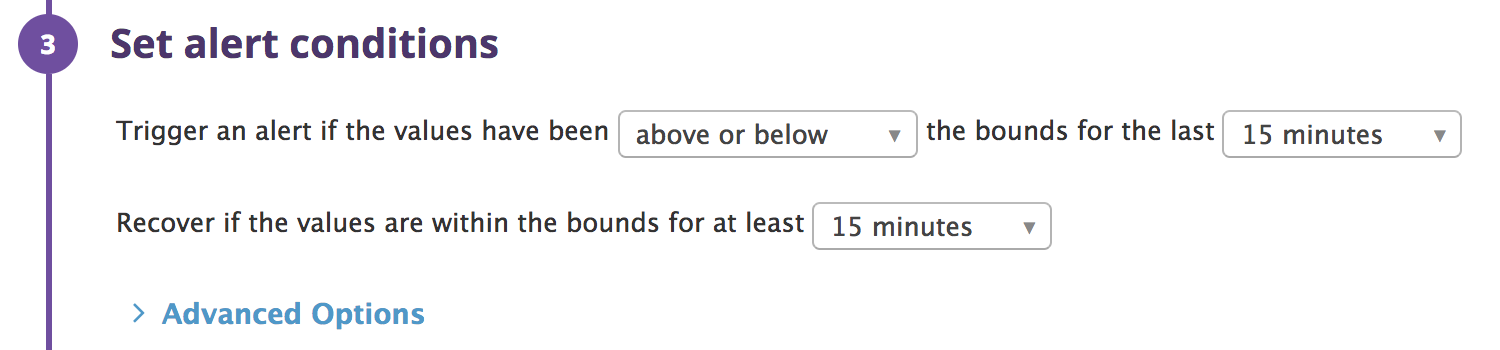 3 Set alert conditions
Trigger an alert if the values have been above or below the bounds for the last 15 minutes
Recover if the values are within the bounds for at least 15 minutes
Advanced Options